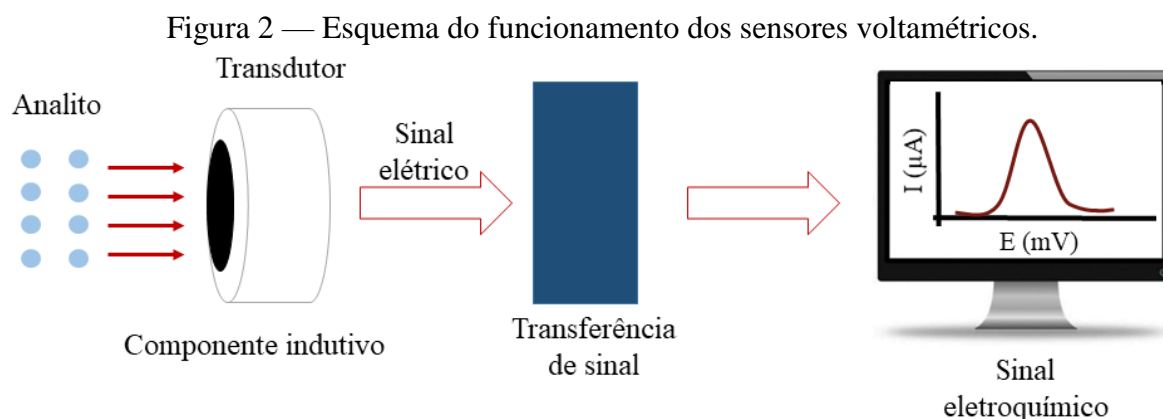 Figura 2 — Esquema do funcionamento dos sensores voltamétricos.
Transdutor
Analito
Sinal
elétrico
I (µA)
E (mV)
Componente indutivo
Transferência
de sinal
Sinal
eletroquímico